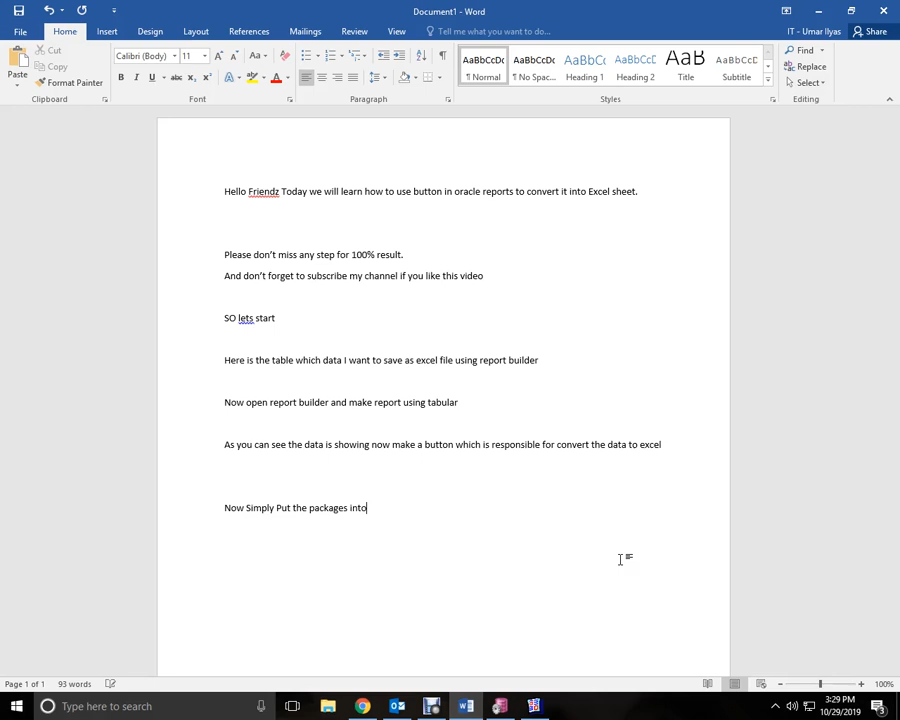 Document1 - Word
File Home Insert Design Layout References Mailings Review View Tell me what you want to do... IT - Umar Ilyas Share
Paste Cut Copy Format Painter Clipboard
Calibri (Body) 11 Font
Paragraph
AaBbCcDc AaBbCcDc AaBbC AaBbCcC AaB AaBbCcD
¶ Normal ¶ No Spac... Heading 1 Heading 2 Title Subtitle
Styles
Find Replace Select Editing
Hello Friendz Today we will learn how to use button in oracle reports to convert it into Excel sheet.
Please don't miss any step for 100% result.
And don't forget to subscribe my channel if you like this video
SO lets start
Here is the table which data I want to save as excel file using report builder
Now open report builder and make report using tabular
As you can see the data is showing now make a button which is responsible for convert the data to excel
Now Simply Put the packages into
Page 1 of 1 93 words 100%
Type here to search
3:29 PM
10/29/2019
3